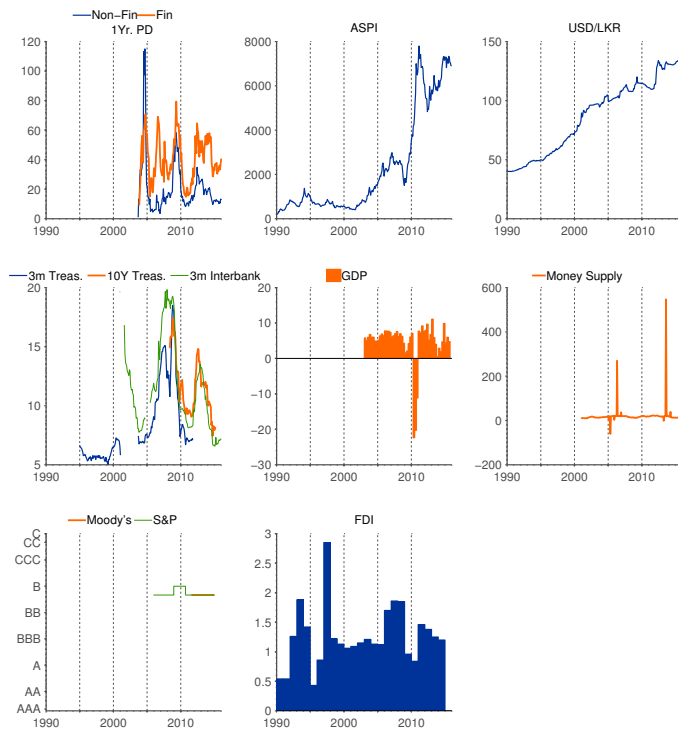 Non−Fin Fin
1Yr. PD
120
100
80
60
40
20
0
1990 2000 2010
ASPI
8000
6000
4000
2000
0
1990 2000 2010
USD/LKR
150
100
50
0
1990 2000 2010
3m Treas. 10Y Treas. 3m Interbank
20
15
10
5
1990 2000 2010
GDP
20
10
0
−10
−20
−30
1990 2000 2010
Money Supply
600
400
200
0
−200
1990 2000 2010
Moody's S&P
C
CC
CCC
B
BB
BBB
A
AA
AAA
1990 2000 2010
FDI
3
2.5
2
1.5
1
0.5
0
1990 2000 2010